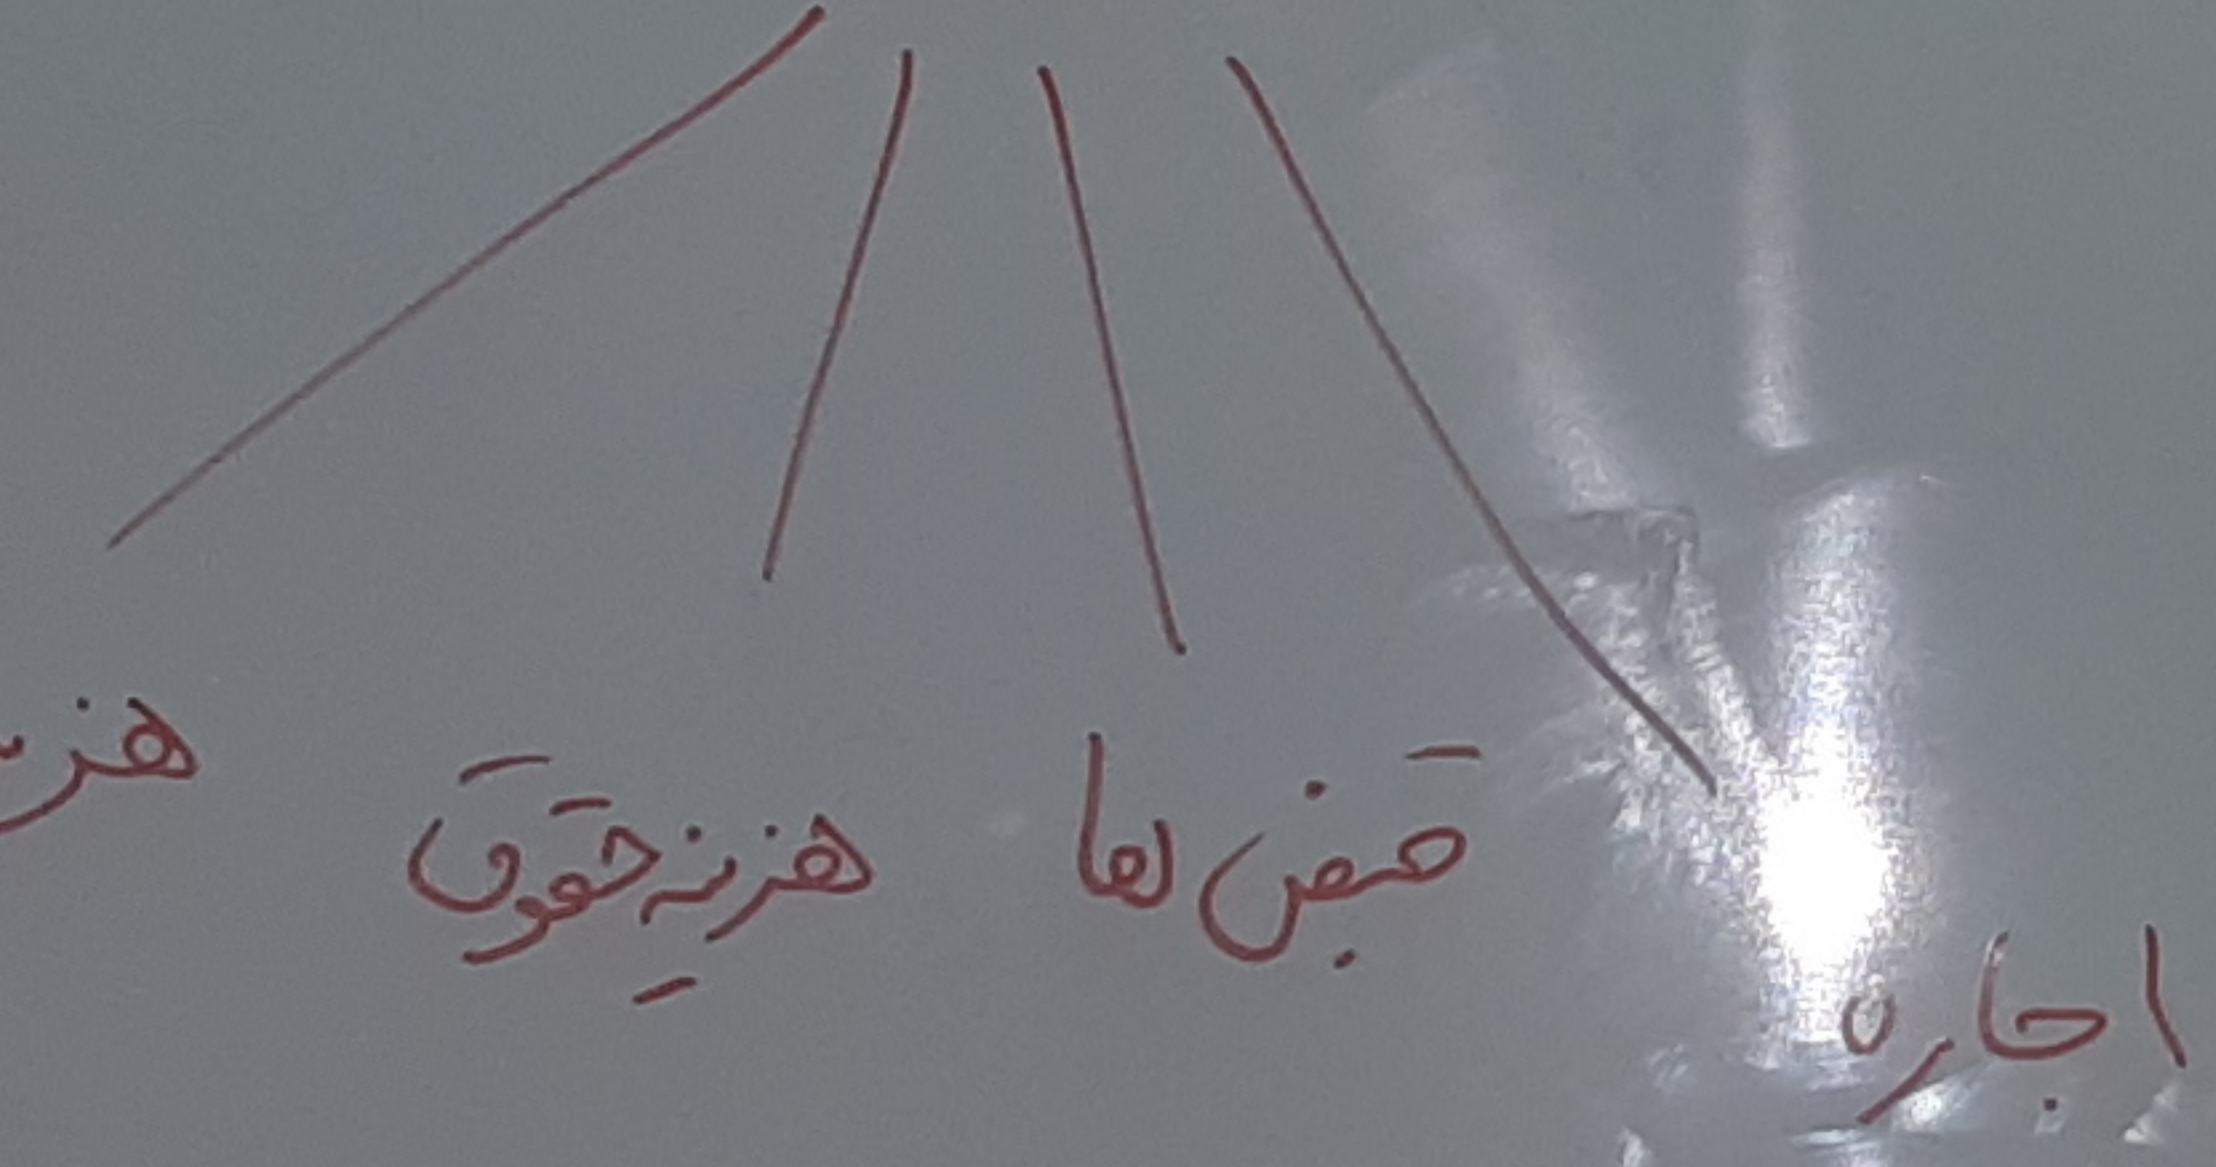 اجاره
قبض ها
هزینه حقوق